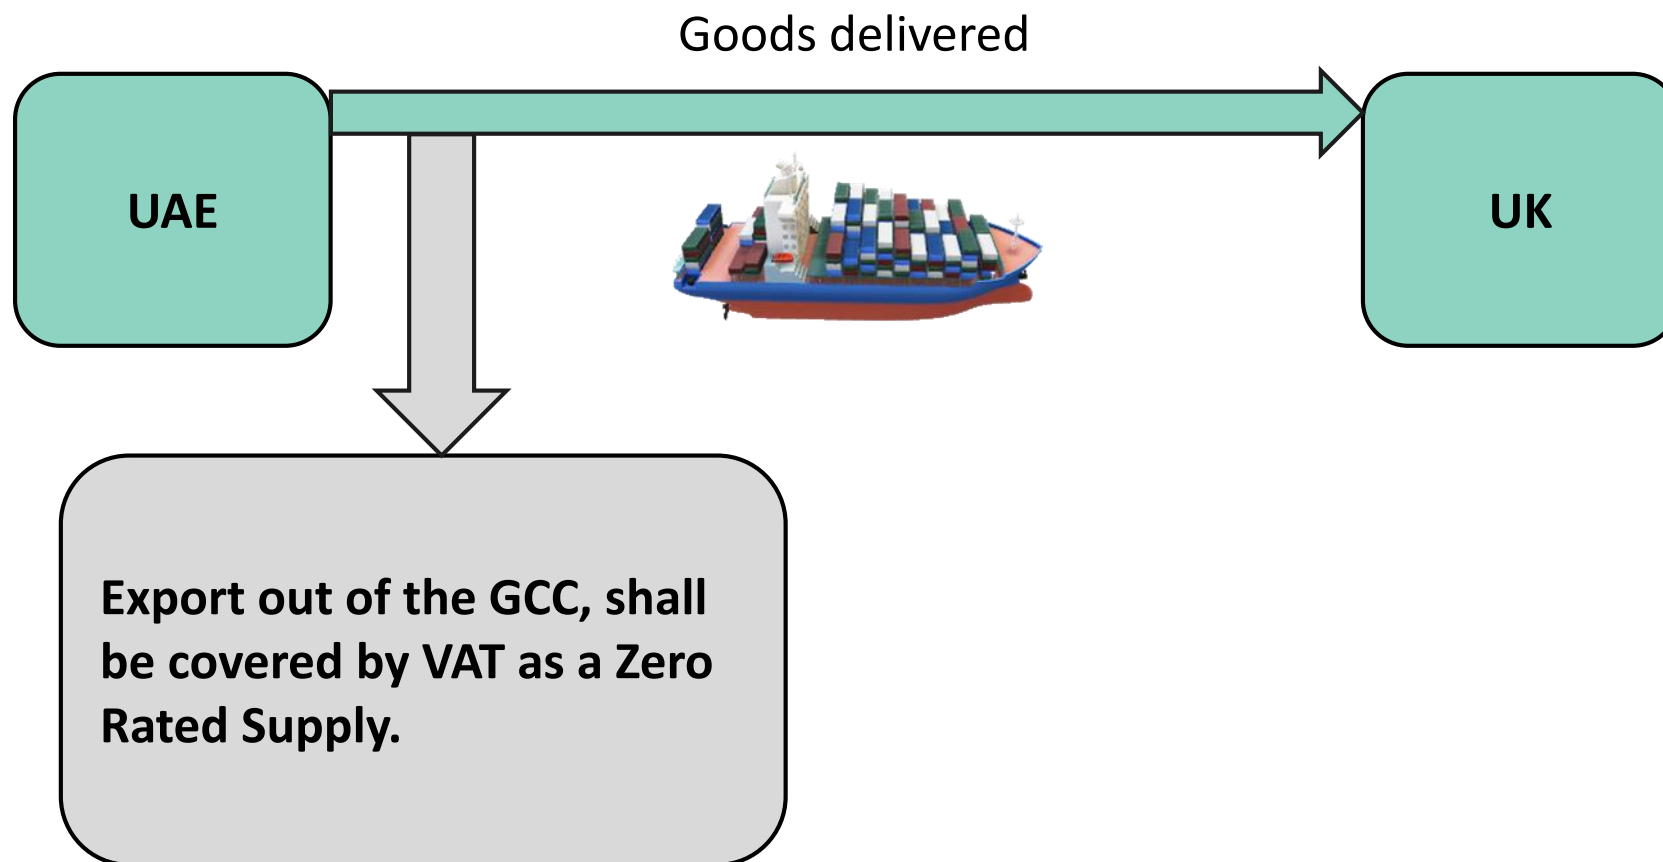 Goods delivered
UAE
UK
Export out of the GCC, shall
be covered by VAT as a Zero
Rated Supply.